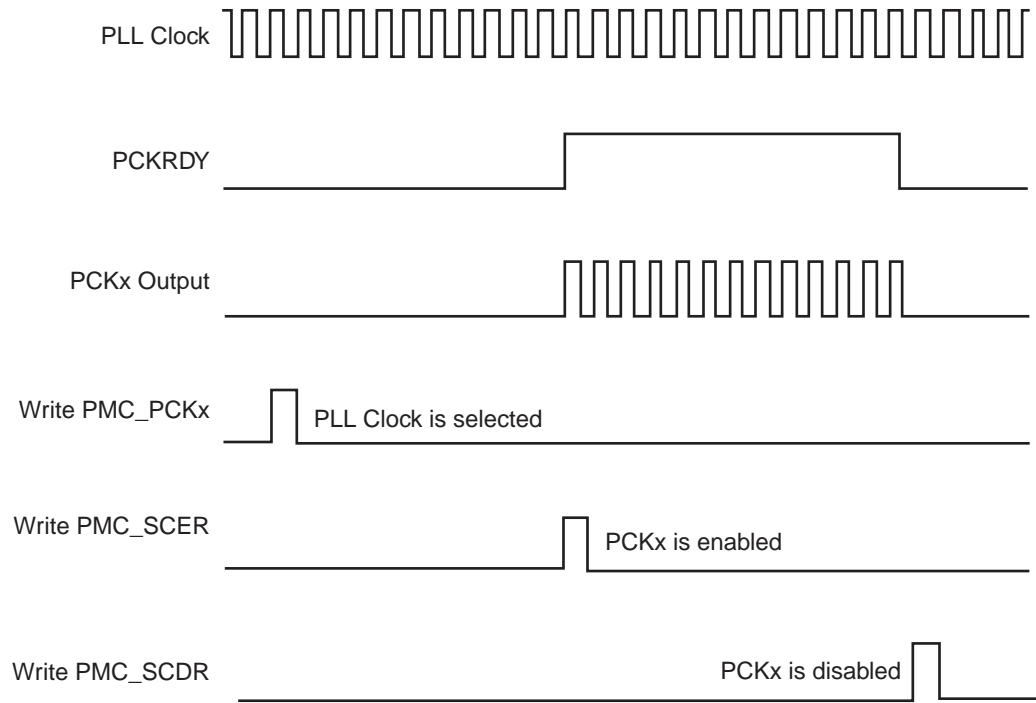 PLL Clock
PCKRDY
PCKx Output
Write PMC_PCKx
PLL Clock is selected
Write PMC_SCER
PCKx is enabled
Write PMC_SCDR
PCKx is disabled